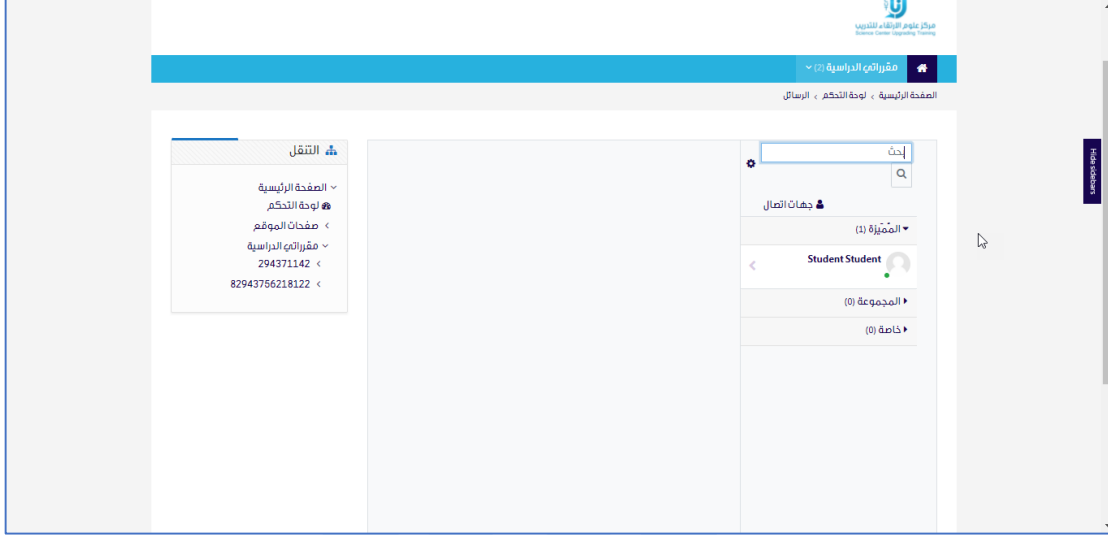 مركز علوم الارتقاء للتدريب
Science Center Upgrading Training
مقرراتي الدراسية (2)
الصفحة الرئيسية › لوحة التحكم › الرسائل
بحث
جهات اتصال
المُمَيزة (1)
Student Student
المجموعة (0)
خاصة (0)
التنقل
الصفحة الرئيسية
لوحة التحكم
صفحات الموقع
مقرراتي الدراسية
294371142
82943756218122
Hide sidebars